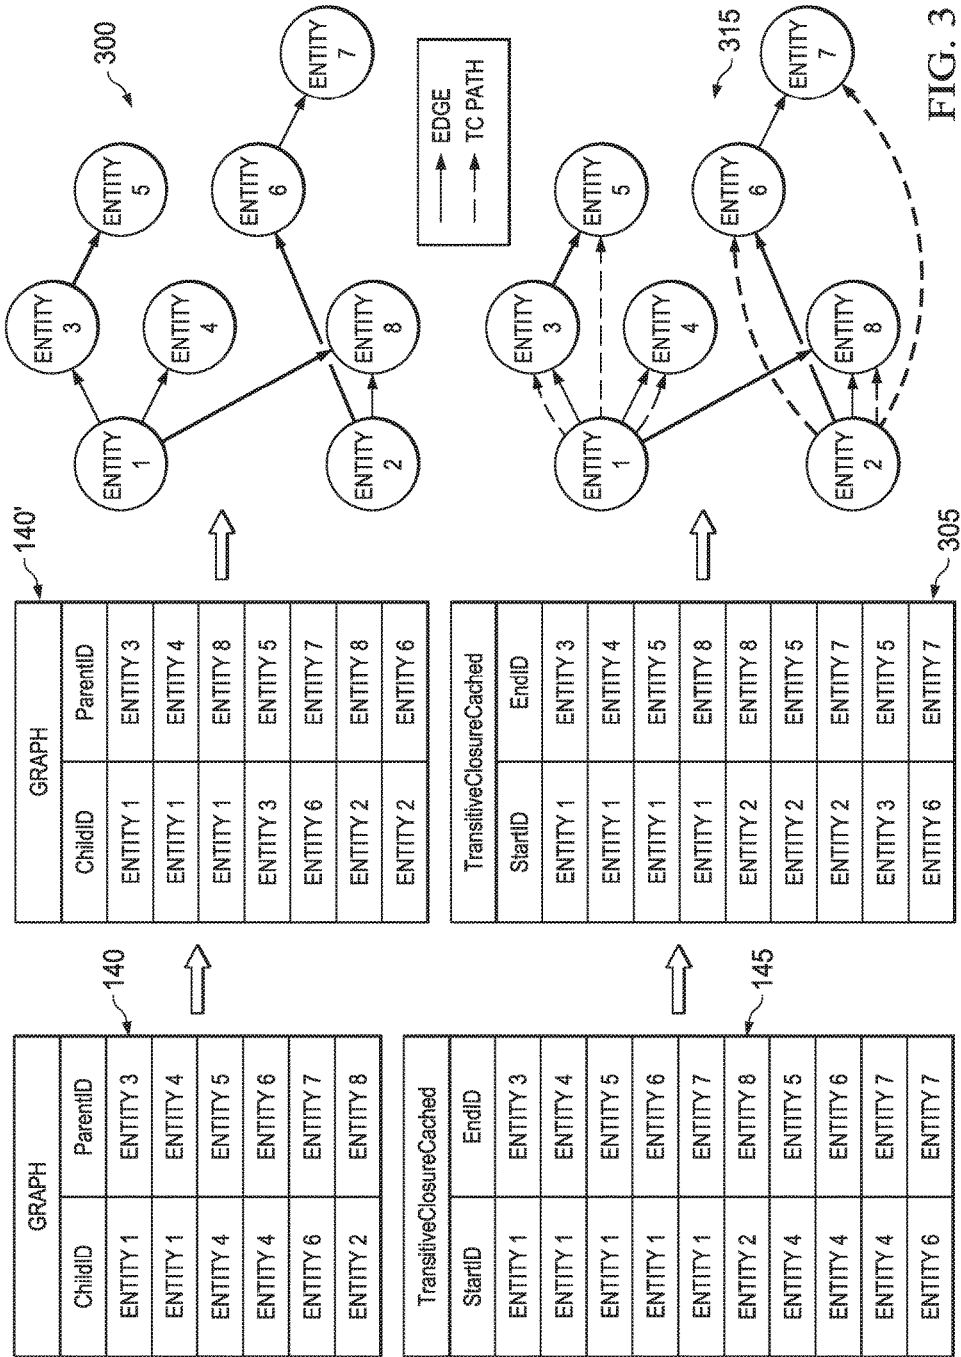 GRAPH
ChildID ParentID
ENTITY 1 ENTITY 3
ENTITY 1 ENTITY 4
ENTITY 4 ENTITY 5
ENTITY 4 ENTITY 6
ENTITY 6 ENTITY 7
ENTITY 2 ENTITY 8
140
GRAPH
ChildID ParentID
ENTITY 1 ENTITY 3
ENTITY 1 ENTITY 4
ENTITY 1 ENTITY 8
ENTITY 3 ENTITY 5
ENTITY 6 ENTITY 7
ENTITY 2 ENTITY 8
ENTITY 2 ENTITY 6
140'
300
ENTITY
3
ENTITY
5
ENTITY
1
ENTITY
4
ENTITY
6
ENTITY
7
ENTITY
2
ENTITY
8
TransitiveClosureCached
StartID EndID
ENTITY 1 ENTITY 3
ENTITY 1 ENTITY 4
ENTITY 1 ENTITY 5
ENTITY 1 ENTITY 6
ENTITY 1 ENTITY 7
ENTITY 2 ENTITY 8
ENTITY 4 ENTITY 5
ENTITY 4 ENTITY 6
ENTITY 4 ENTITY 7
ENTITY 6 ENTITY 7
145
TransitiveClosureCached
StartID EndID
ENTITY 1 ENTITY 3
ENTITY 1 ENTITY 4
ENTITY 1 ENTITY 5
ENTITY 1 ENTITY 8
ENTITY 2 ENTITY 8
ENTITY 2 ENTITY 5
ENTITY 2 ENTITY 7
ENTITY 3 ENTITY 5
ENTITY 6 ENTITY 7
305
EDGE
TC PATH
315
ENTITY
3
ENTITY
5
ENTITY
1
ENTITY
4
ENTITY
6
ENTITY
7
ENTITY
2
ENTITY
8
FIG. 3